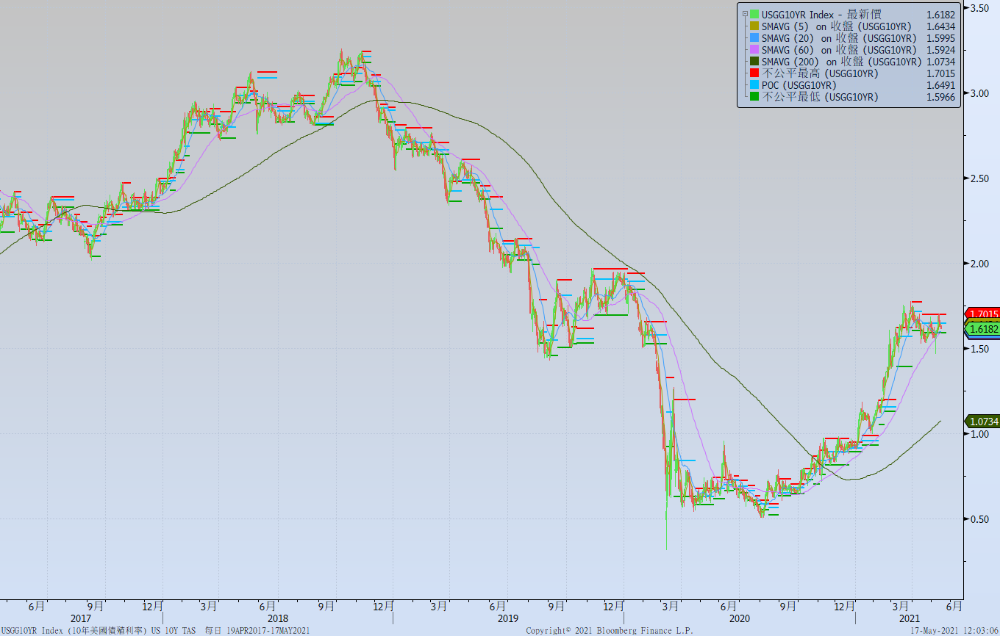 USGG10YR Index - 最新價 1.6182
SMAVG (5) on 收盤 (USGG10YR) 1.6434
SMAVG (20) on 收盤 (USGG10YR) 1.5995
SMAVG (60) on 收盤 (USGG10YR) 1.5924
SMAVG (200) on 收盤 (USGG10YR) 1.0734
不公平最高 (USGG10YR) 1.7015
POC (USGG10YR) 1.6491
不公平最低 (USGG10YR) 1.5966
3.50
3.00
2.50
2.00
1.7015
1.6182
1.50
1.0734
1.00
0.50
6月 9月 12月 3月 6月 9月 12月 3月 6月 9月 12月 3月 6月 9月 12月 3月 6月
2017 2018 2019 2020 2021
USGG10YR Index (10年美國債殖利率) US 10Y TAS 每日 19APR2017-17MAY2021 Copyright© 2021 Bloomberg Finance L.P. 17-May-2021 12:03:06